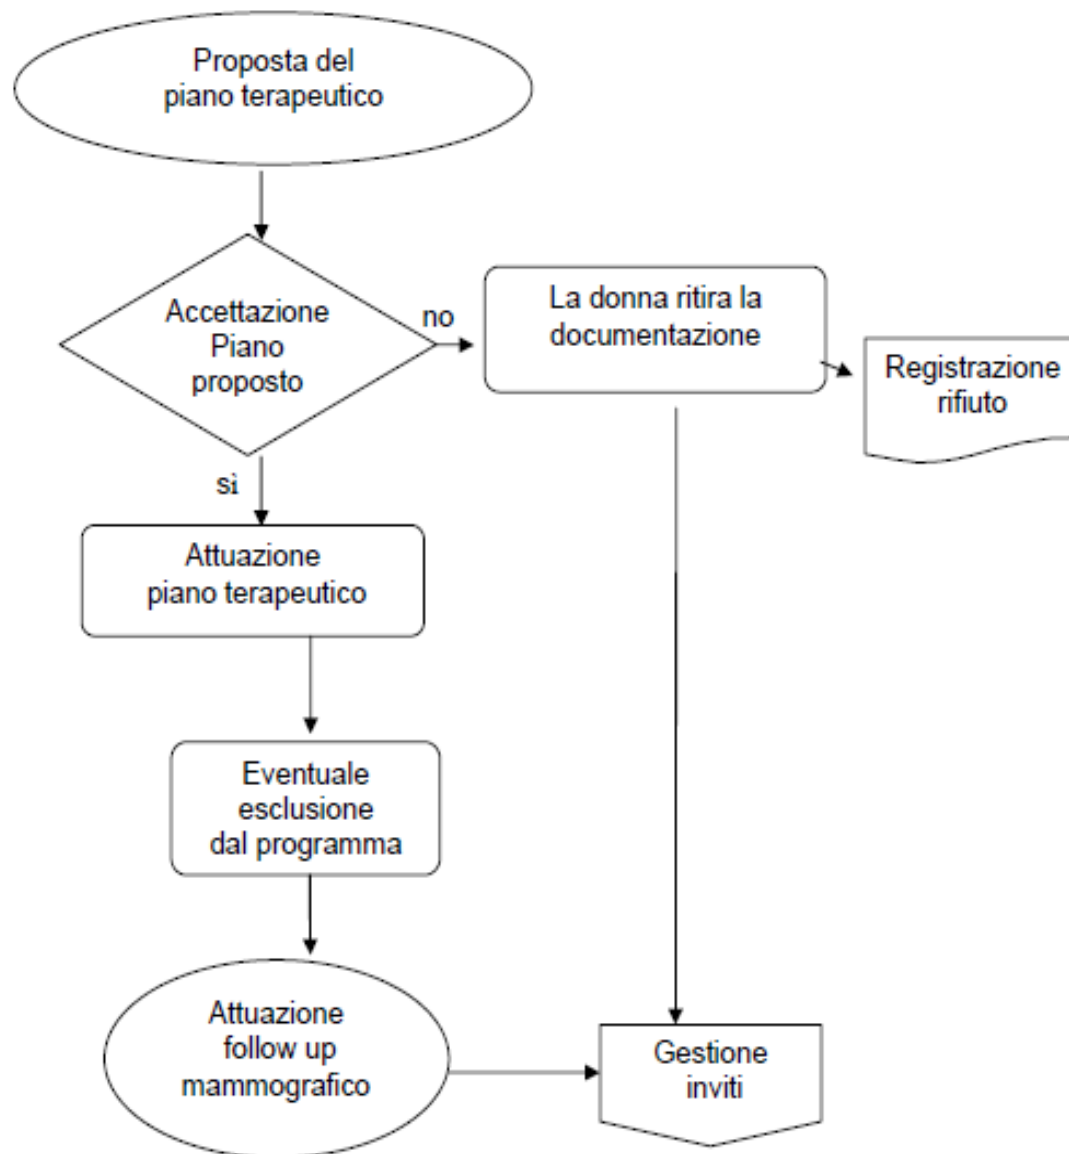 Proposta del
piano terapeutico
Accettazione
Piano
proposto
no
La donna ritira la
documentazione
Registrazione
rifiuto
sì
Attuazione
piano terapeutico
Eventuale
esclusione
dal programma
Attuazione
follow up
mammografico
Gestione
inviti